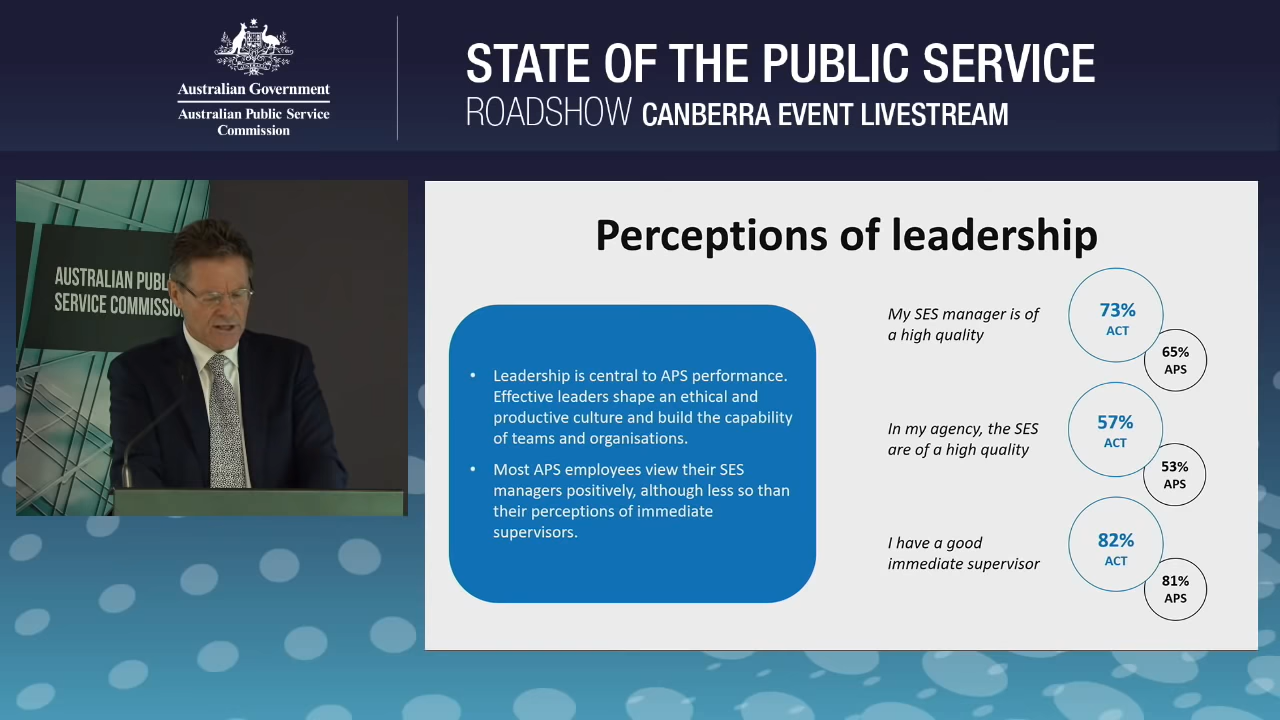 Australian Government
Australian Public Service
Commission
STATE OF THE PUBLIC SERVICE
ROADSHOW CANBERRA EVENT LIVESTREAM
AUSTRALIAN PUBL
SERVICE COMMISSIO
Perceptions of leadership
• Leadership is central to APS performance.
Effective leaders shape an ethical and
productive culture and build the capability
of teams and organisations.
• Most APS employees view their SES
managers positively, although less so than
their perceptions of immediate
supervisors.
My SES manager is of
a high quality
73%
ACT
65%
APS
In my agency, the SES
are of a high quality
57%
ACT
53%
APS
I have a good
immediate supervisor
82%
ACT
81%
APS